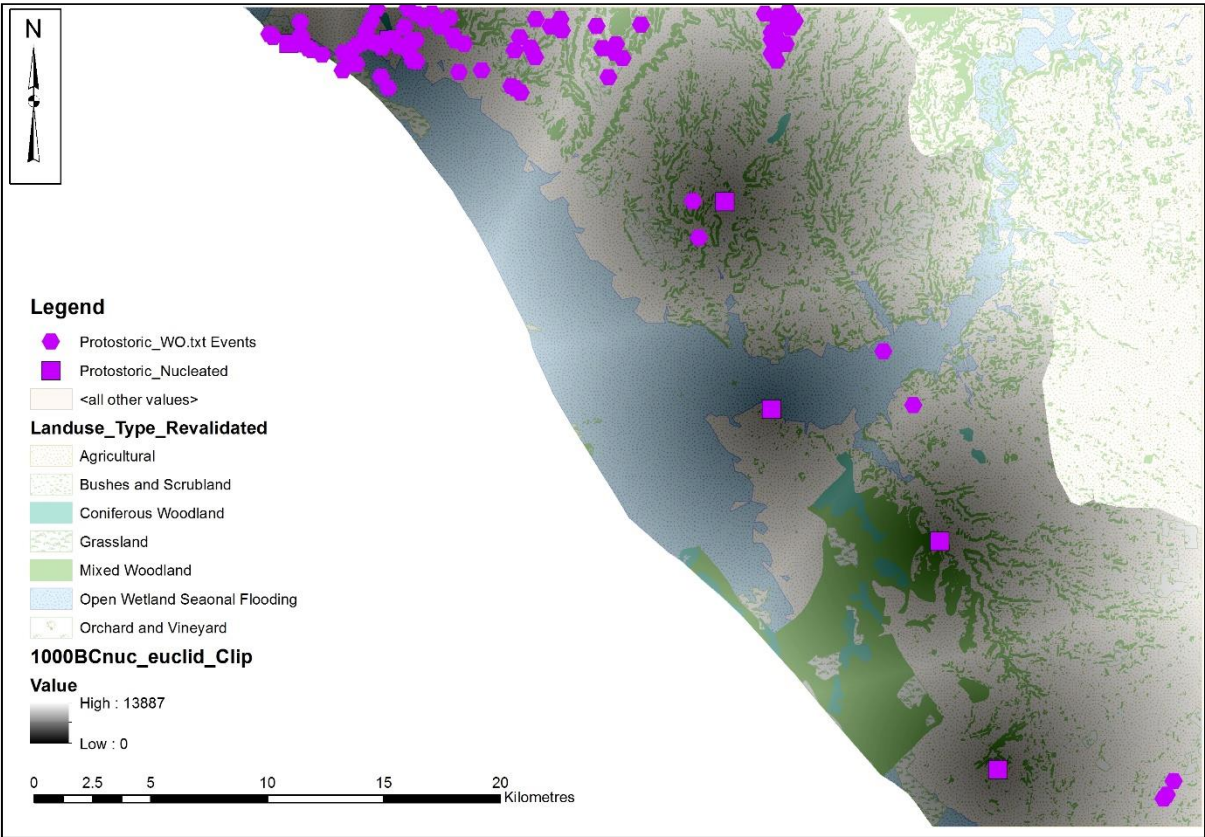 N
Legend
Protostoric_WO.txt Events
Protostoric_Nucleated
<all other values>
Landuse_Type_Revalidated
Agricultural
Bushes and Scrubland
Coniferous Woodland
Grassland
Mixed Woodland
Open Wetland Seaonal Flooding
Orchard and Vineyard
1000BCnuc_euclid_Clip
Value
High : 13887
Low : 0
0 2.5 5 10 15 20
Kilometres